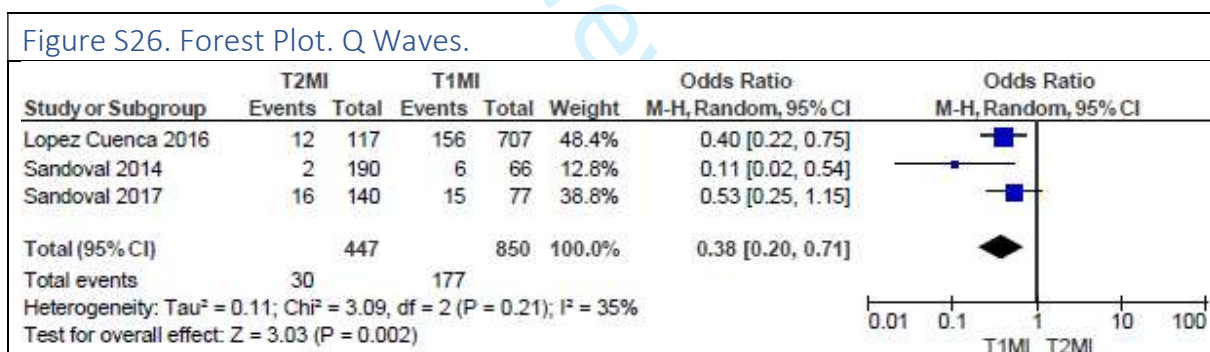 Figure S26. Forest Plot. Q Waves.
T2MI T1MI Odds Ratio Odds Ratio
Study or Subgroup Events Total Events Total Weight M-H, Random, 95% CI M-H, Random, 95% CI
Lopez Cuenca 2016 12 117 156 707 48.4% 0.40 [0.22, 0.75]
Sandoval 2014 2 190 6 66 12.8% 0.11 [0.02, 0.54]
Sandoval 2017 16 140 15 77 38.8% 0.53 [0.25, 1.15]
Total (95% CI) 447 850 100.0% 0.38 [0.20, 0.71]
Total events 30 177
Heterogeneity: Tau² = 0.11; Chi² = 3.09, df = 2 (P = 0.21); I² = 35%
Test for overall effect: Z = 3.03 (P = 0.002)
0.01 0.1 1 10 100
T1MI T2MI